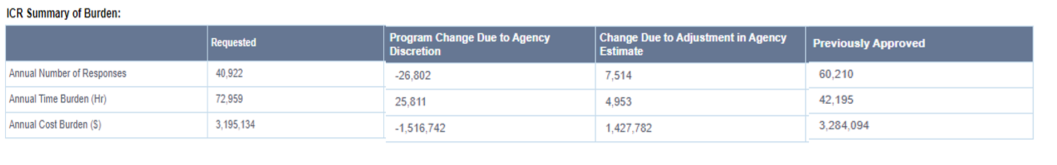 ICR Summary of Burden:
Requested
Program Change Due to Agency Discretion
Change Due to Adjustment in Agency Estimate
Previously Approved
Annual Number of Responses 40,922 -26,802 7,514 60,210
Annual Time Burden (Hr) 72,959 25,811 4,953 42,195
Annual Cost Burden ($) 3,195,134 -1,516,742 1,427,782 3,284,094